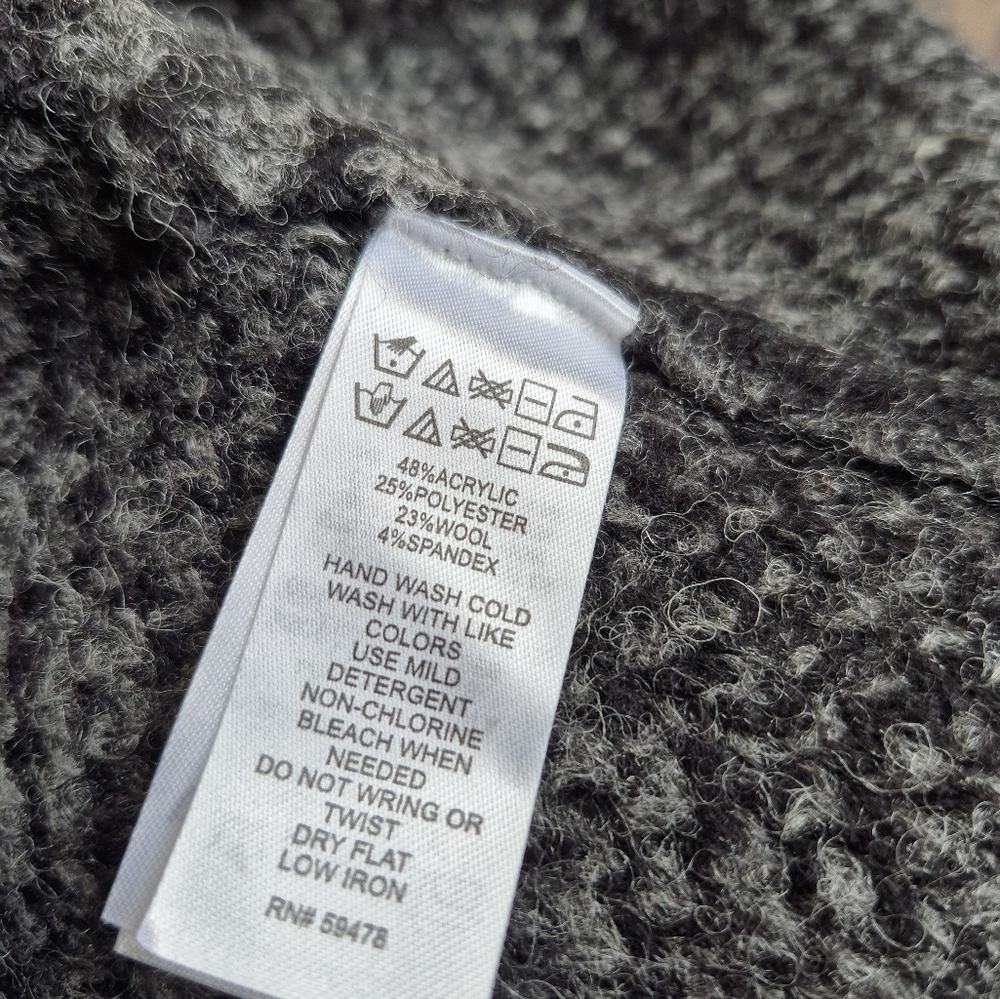 48%ACRYLIC
25%POLYESTER
23%WOOL
4%SPANDEX
HAND WASH COLD
WASH WITH LIKE
COLORS
USE MILD
DETERGENT
NON-CHLORINE
BLEACH WHEN
NEEDED
DO NOT WRING OR
TWIST
DRY FLAT
LOW IRON
RN# 59478